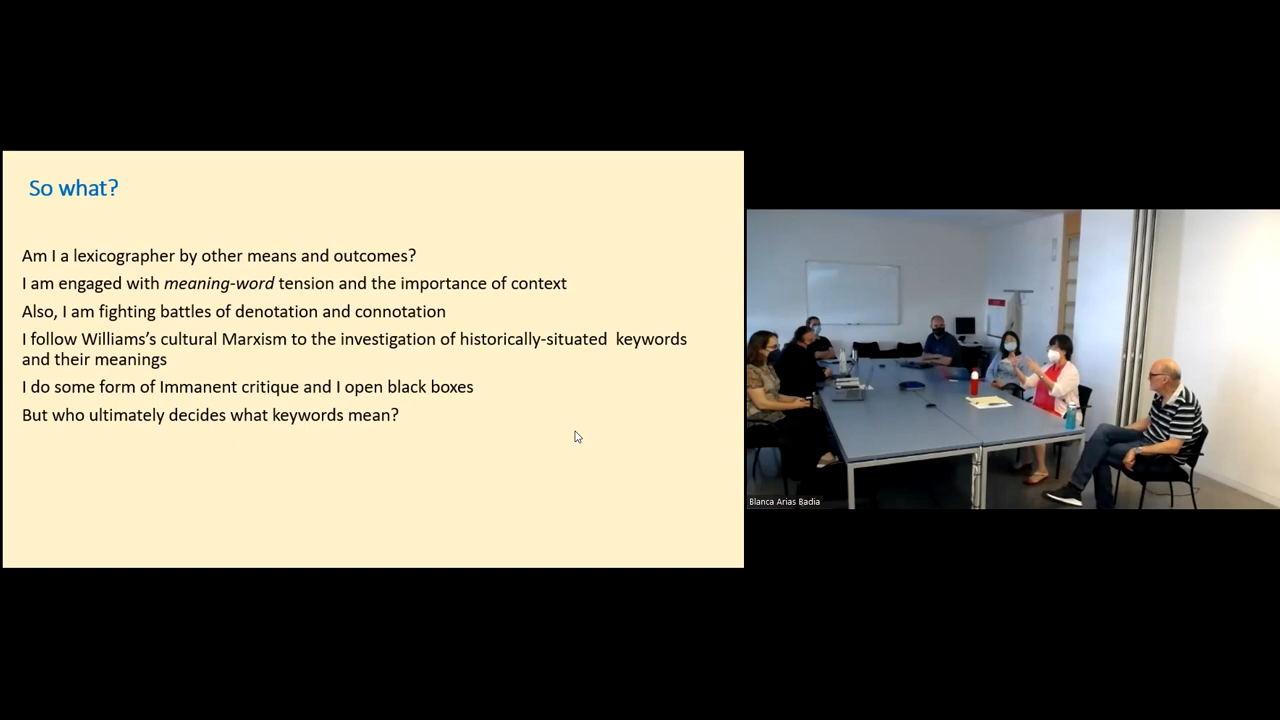 So what?
Am I a lexicographer by other means and outcomes?
I am engaged with meaning-word tension and the importance of context
Also, I am fighting battles of denotation and connotation
I follow Williams’s cultural Marxism to the investigation of historically-situated  keywords
and their meanings
I do some form of Immanent critique and I open black boxes
But who ultimately decides what keywords mean?
Blanca Arias Badia